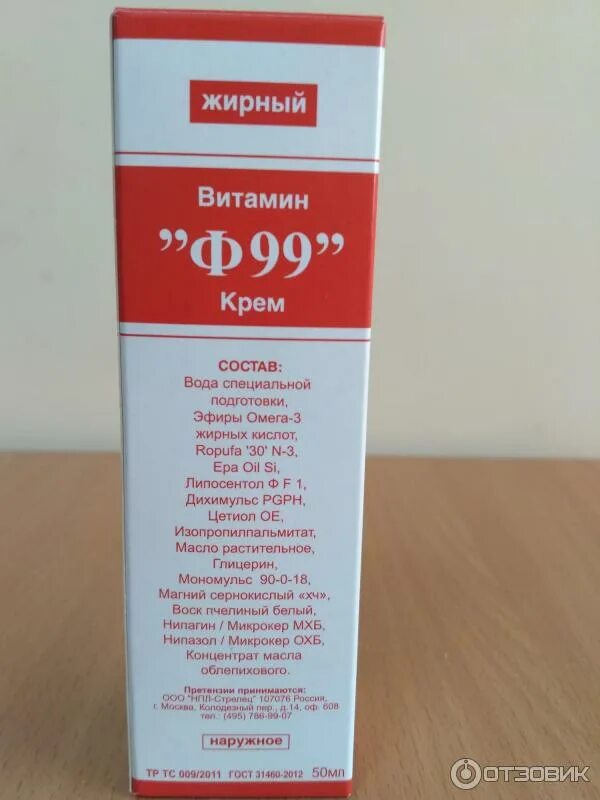 жирный
Витамин
”Ф99”
Крем
СОСТАВ:
Вода специальной
подготовки,
Эфиры Омега-3
жирных кислот,
Ropufa '30' N-3,
Epa Oil Si,
Липосентол Ф F 1,
Дихимульс PGPH,
Цетиол OE,
Изопропилпальмитат,
Масло растительное,
Глицерин,
Мономульс 90-0-18,
Магний сернокислый «хч»,
Воск пчелиный белый,
Нипагин / Микрокер МХБ,
Нипазол / Микрокер ОХБ,
Концентрат масла
облепихового.
Претензии принимаются:
ООО "НПЛ-Стрелец" 107076 Россия,
г. Москва, Колодезный пер., д.14, оф. 608
тел.: (495) 786-99-07
наружное
ТР ТС 009/2011 ГОСТ 31460-2012 50мл
ОТЗОВИК